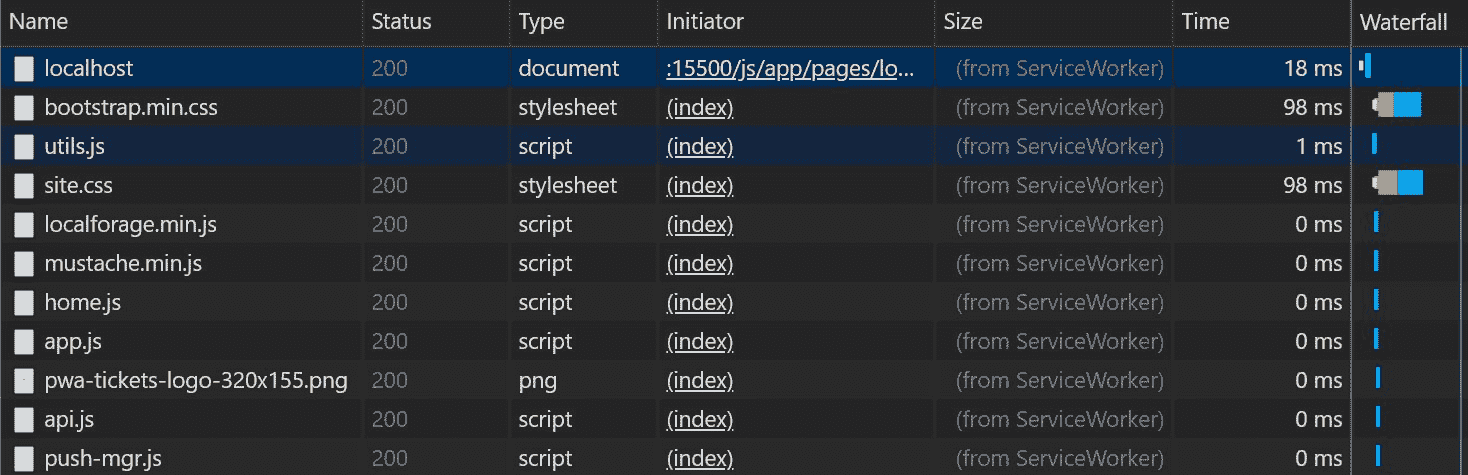 Name Status Type Initiator Size Time Waterfall
localhost 200 document :15500/js/app/pages/lo... (from ServiceWorker) 18 ms
bootstrap.min.css 200 stylesheet (index) (from ServiceWorker) 98 ms
utils.js 200 script (index) (from ServiceWorker) 1 ms
site.css 200 stylesheet (index) (from ServiceWorker) 98 ms
localforage.min.js 200 script (index) (from ServiceWorker) 0 ms
mustache.min.js 200 script (index) (from ServiceWorker) 0 ms
home.js 200 script (index) (from ServiceWorker) 0 ms
app.js 200 script (index) (from ServiceWorker) 0 ms
pwa-tickets-logo-320x155.png 200 png (index) (from ServiceWorker) 0 ms
api.js 200 script (index) (from ServiceWorker) 0 ms
push-mgr.js 200 script (index) (from ServiceWorker) 0 ms